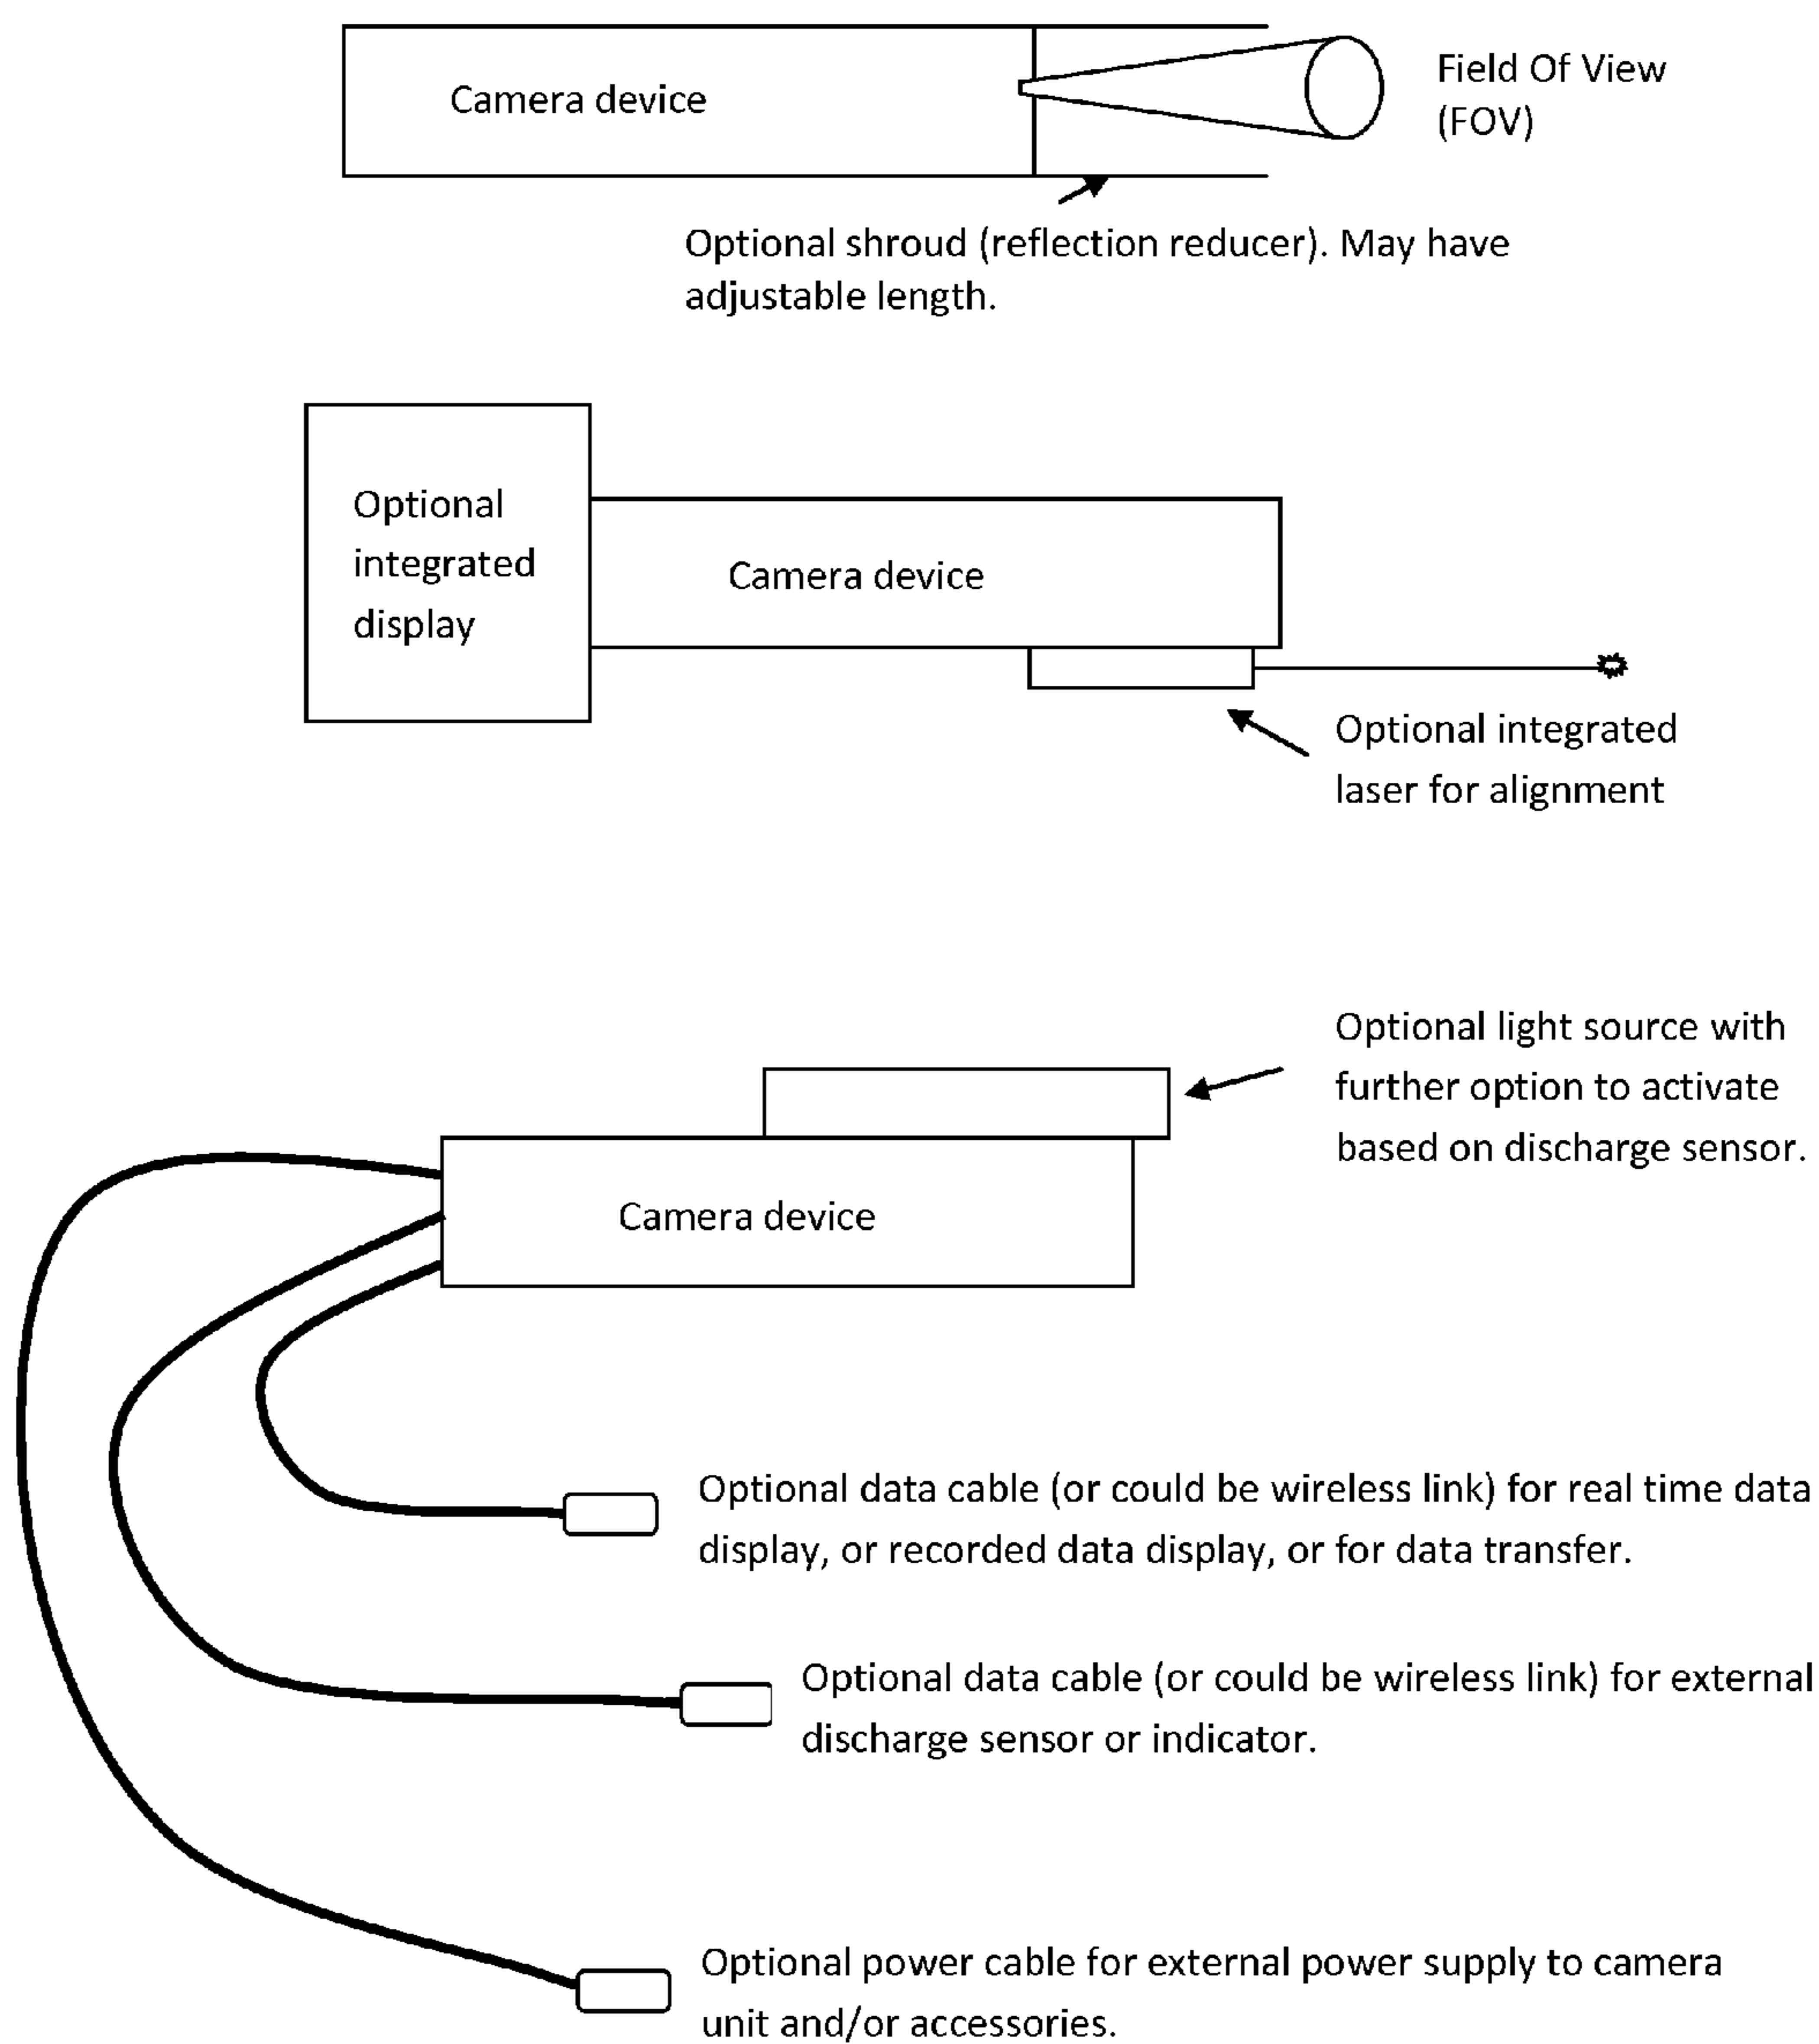 Camera device
Field Of View
(FOV)
Optional shroud (reflection reducer). May have
adjustable length.
Optional
integrated
display
Camera device
Optional integrated
laser for alignment
Optional light source with
further option to activate
based on discharge sensor.
Camera device
Optional data cable (or could be wireless link) for real time data
display, or recorded data display, or for data transfer.
Optional data cable (or could be wireless link) for external
discharge sensor or indicator.
Optional power cable for external power supply to camera
unit and/or accessories.